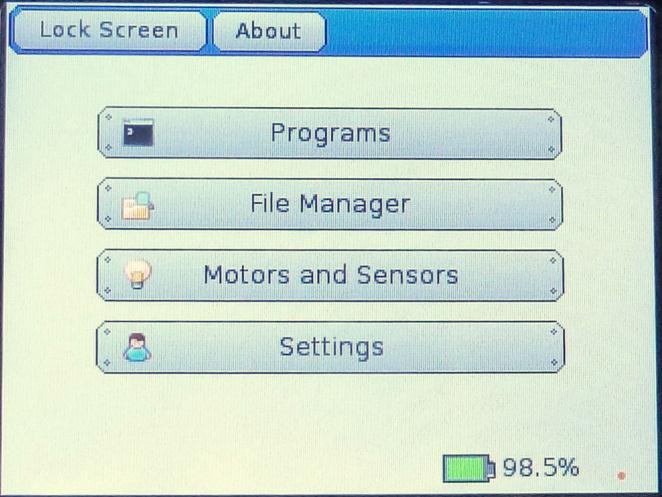 Lock Screen About
Programs
File Manager
Motors and Sensors
Settings
98.5%